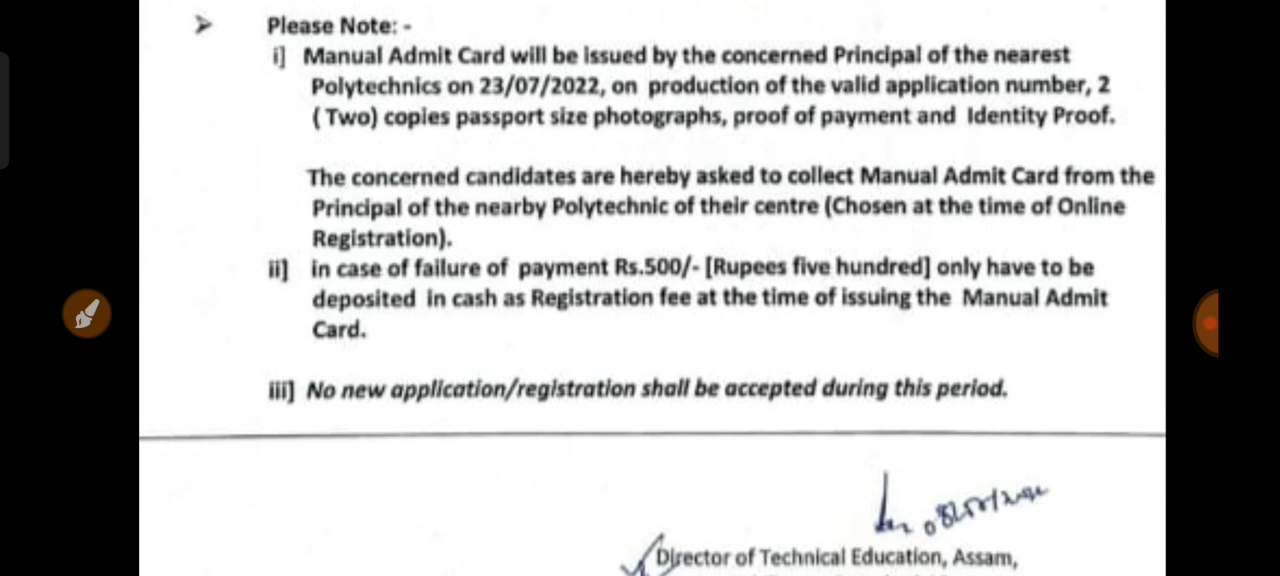 ➢ Please Note: -
i] Manual Admit Card will be issued by the concerned Principal of the nearest
Polytechnics on 23/07/2022, on production of the valid application number, 2
( Two) copies passport size photographs, proof of payment and Identity Proof.
The concerned candidates are hereby asked to collect Manual Admit Card from the
Principal of the nearby Polytechnic of their centre (Chosen at the time of Online
Registration).
ii] in case of failure of payment Rs.500/- [Rupees five hundred] only have to be
deposited in cash as Registration fee at the time of issuing the Manual Admit
Card.
iii] No new application/registration shall be accepted during this period.
Director of Technical Education, Assam,